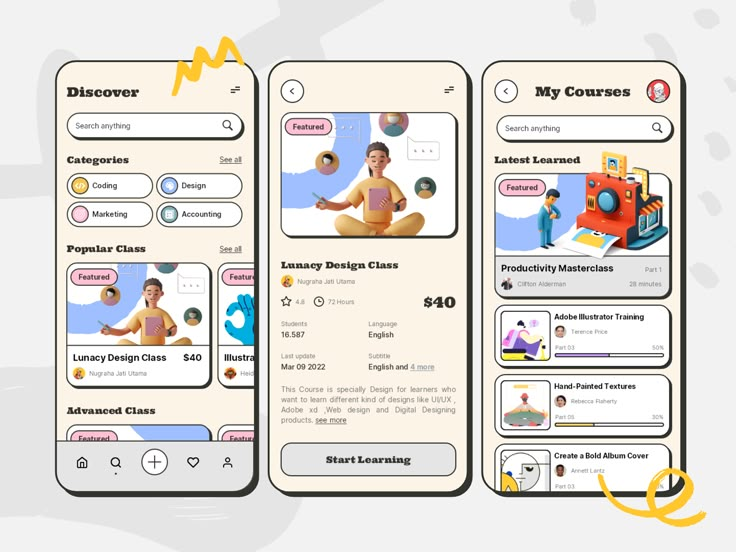 Discover
Search anything
Categories
See all
Coding
Design
Marketing
Accounting
Popular Class
See all
Featured
Featured
Lunacy Design Class
$40
Nugraha Jati Utama
Illustra
Heid
Advanced Class
Featured
Featured
Featured
Lunacy Design Class
Nugraha Jati Utama
4.8
72 Hours
$40
Students
Language
16.587
English
Last update
Subtitle
Mar 09 2022
English and 4 more
This Course is specially Design for learners who
want to learn different kind of designs like UI/UX ,
Adobe xd ,Web design and Digital Designing
products. see more
Start Learning
My Courses
Search anything
Latest Learned
Featured
Productivity Masterclass
Part 1
Cliffton Alderman
28 minutes
Adobe Illustrator Training
Terence Price
Part 03
50%
Hand-Painted Textures
Rebecca Flaherty
Part 05
30%
Create a Bold Album Cover
Annett Lantz
Part 03